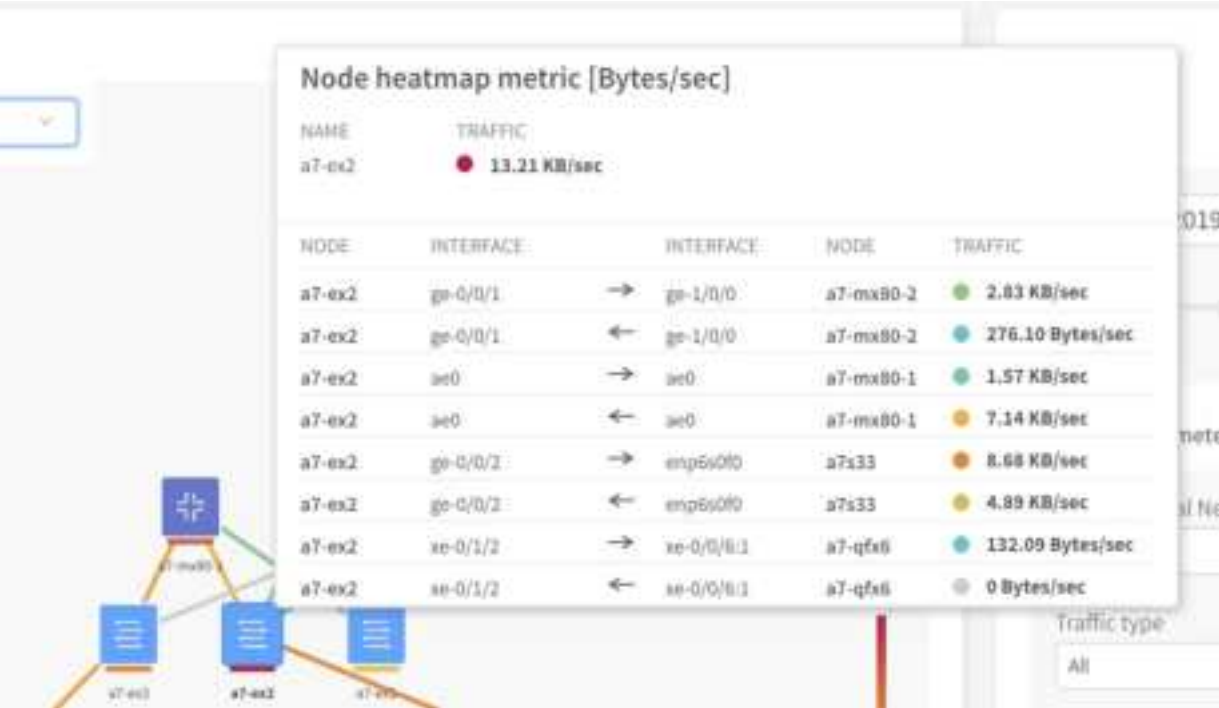 Node heatmap metric [Bytes/sec]
NAME TRAFFIC
a7-ex2 13.21 KB/sec
2019
NODE INTERFACE INTERFACE NODE TRAFFIC
a7-ex2 ge-0/0/1 → ge-1/0/0 a7-mx80-2 2.83 KB/sec
a7-ex2 ge-0/0/1 ← ge-1/0/0 a7-mx80-2 276.10 Bytes/sec
a7-ex2 ae0 → ae0 a7-mx80-1 1.57 KB/sec
a7-ex2 ae0 ← ae0 a7-mx80-1 7.14 KB/sec
a7-ex2 ge-0/0/2 → enp6s0f0 a7s33 8.68 KB/sec
a7-ex2 ge-0/0/2 ← enp6s0f0 a7s33 4.89 KB/sec
a7-ex2 xe-0/1/2 → xe-0/0/6:1 a7-qfx6 132.09 Bytes/sec
a7-ex2 xe-0/1/2 ← xe-0/0/6:1 a7-qfx6 0 Bytes/sec
Traffic type
All
a7-ex3 a7-ex2